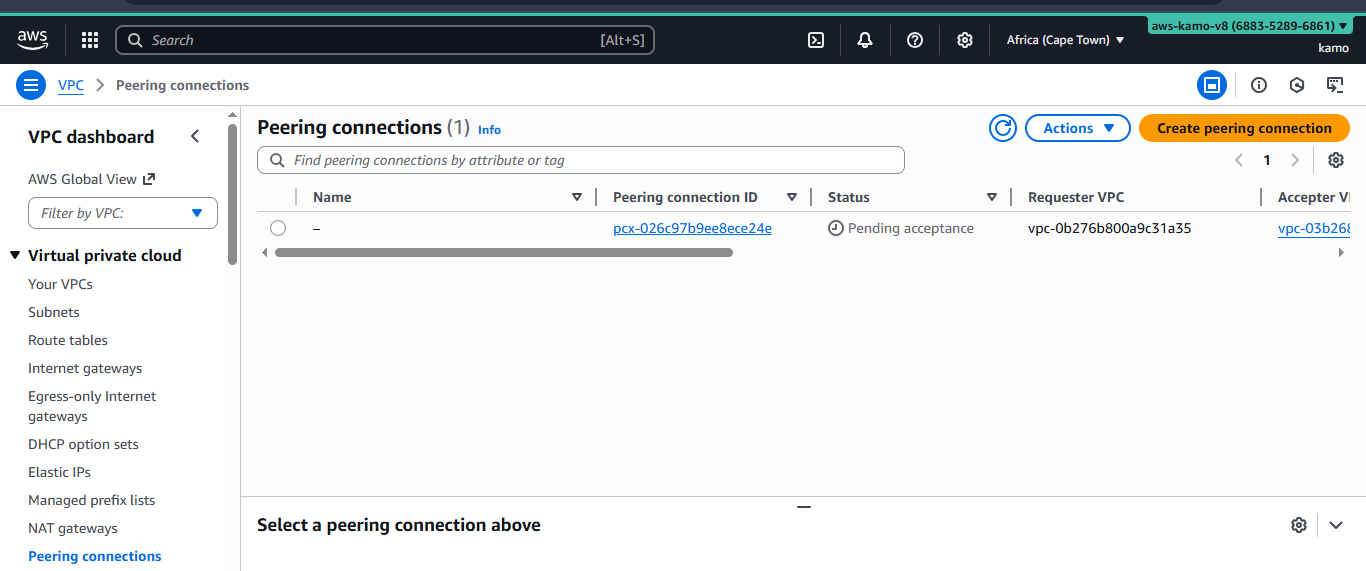 aws
Search [Alt+S]
Africa (Cape Town)
aws-kamo-v8 (6883-5289-6861)
kamo
VPC > Peering connections
VPC dashboard
AWS Global View
Filter by VPC:
Virtual private cloud
Your VPCs
Subnets
Route tables
Internet gateways
Egress-only Internet
gateways
DHCP option sets
Elastic IPs
Managed prefix lists
NAT gateways
Peering connections
Peering connections (1) Info
Actions
Create peering connection
Find peering connections by attribute or tag
1
Name Peering connection ID Status Requester VPC Accepter
– pcx-026c97b9ee8ece24e Pending acceptance vpc-0b276b800a9c31a35 vpc-03b268
Select a peering connection above